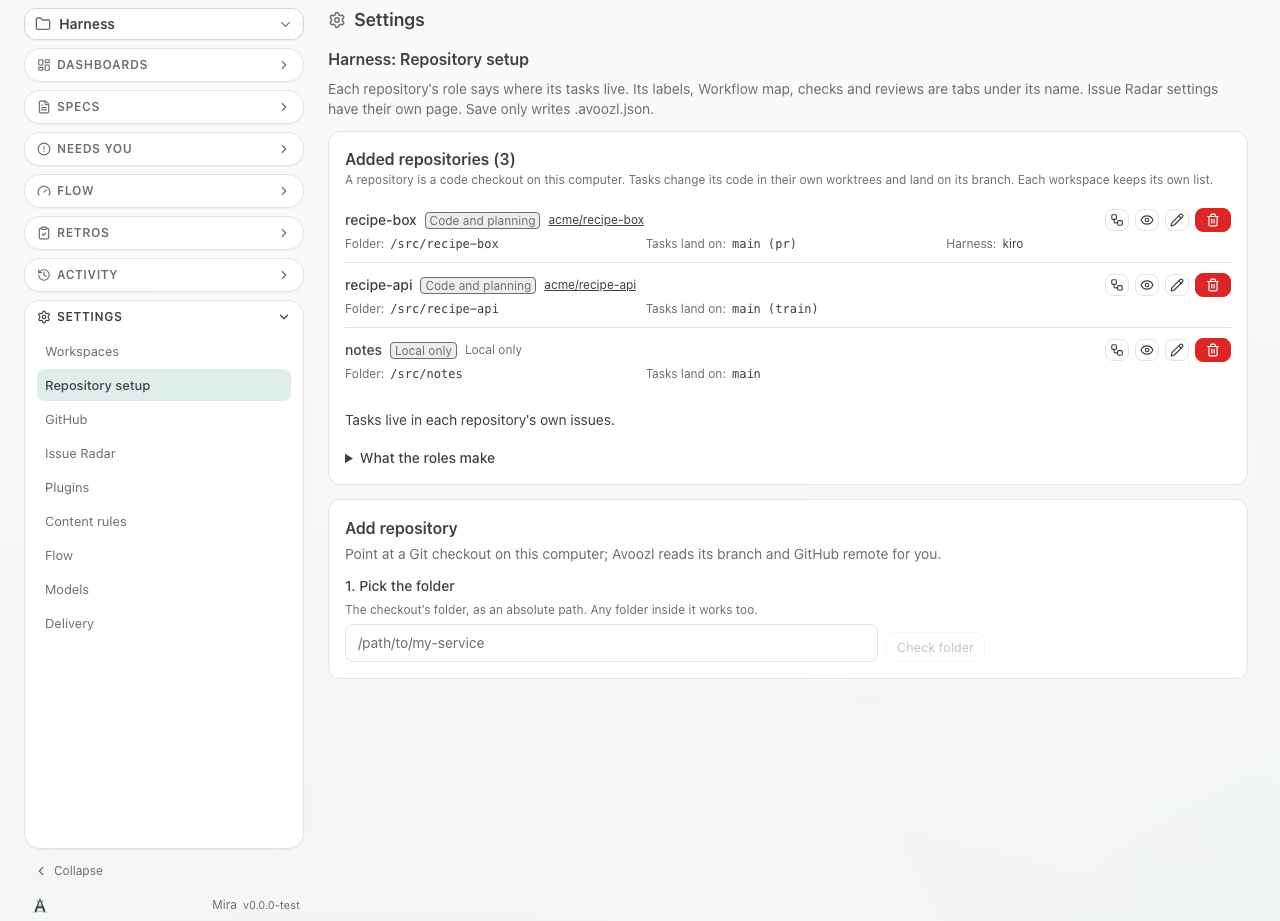 Harness
DASHBOARDS
SPECS
NEEDS YOU
FLOW
RETROS
ACTIVITY
SETTINGS
Workspaces
Repository setup
GitHub
Issue Radar
Plugins
Content rules
Flow
Models
Delivery
Collapse
Mira v0.0.0-test
Settings
Harness: Repository setup
Each repository's role says where its tasks live. Its labels, Workflow map, checks and reviews are tabs under its name. Issue Radar settings
have their own page. Save only writes .avoozl.json.
Added repositories (3)
A repository is a code checkout on this computer. Tasks change its code in their own worktrees and land on its branch. Each workspace keeps its own list.
recipe-box Code and planning acme/recipe-box
Folder: /src/recipe-box Tasks land on: main (pr) Harness: kiro
recipe-api Code and planning acme/recipe-api
Folder: /src/recipe-api Tasks land on: main (train)
notes Local only Local only
Folder: /src/notes Tasks land on: main
Tasks live in each repository's own issues.
What the roles make
Add repository
Point at a Git checkout on this computer; Avoozl reads its branch and GitHub remote for you.
1. Pick the folder
The checkout's folder, as an absolute path. Any folder inside it works too.
/path/to/my-service Check folder